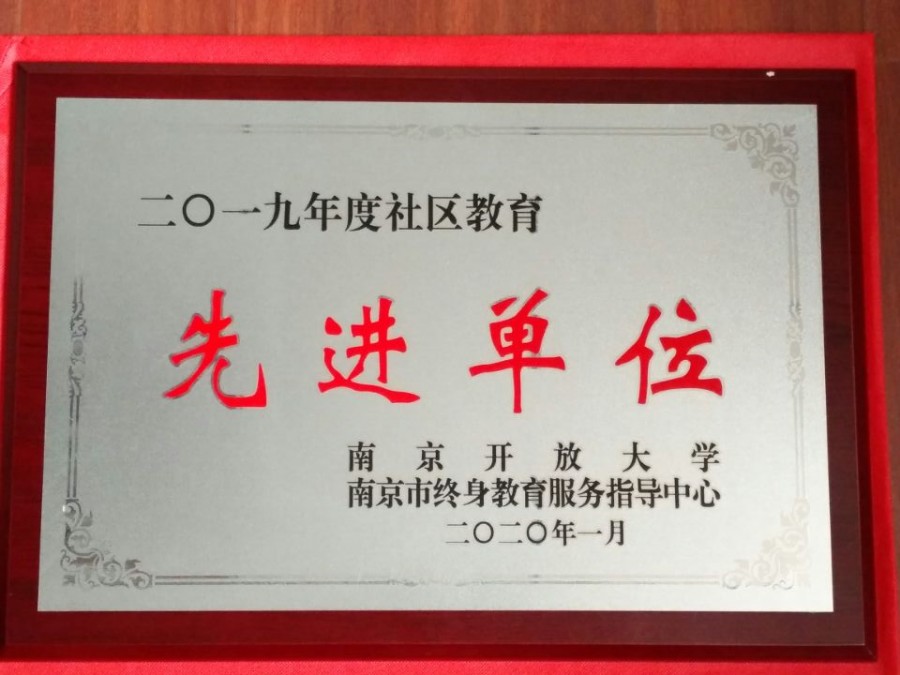 二〇一九年度社区教育
先进单位
南京开放大学
南京市终身教育服务指导中心
二〇二〇年一月